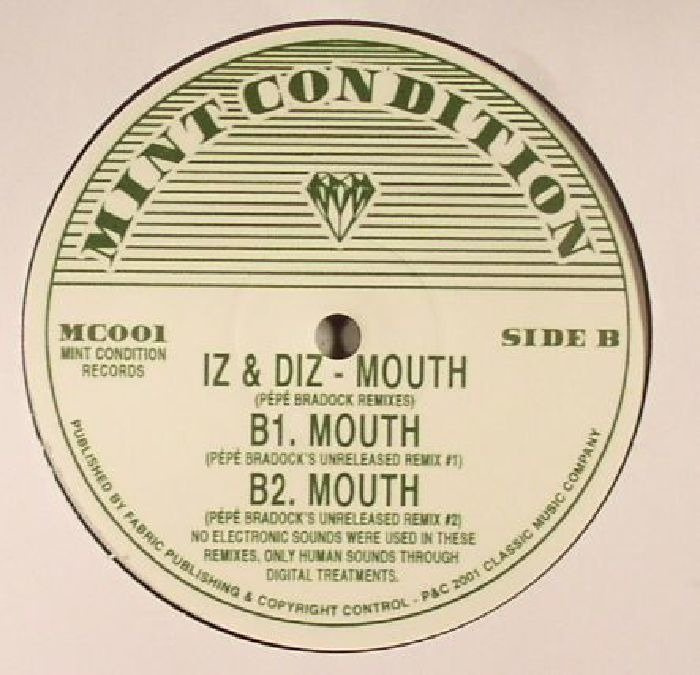 MINT CONDITION
MC001
MINT CONDITION
RECORDS
SIDE B
IZ & DIZ - MOUTH
(PÉPÉ BRADOCK REMIXES)
B1. MOUTH
(PÉPÉ BRADOCK'S UNRELEASED REMIX #1)
B2. MOUTH
(PÉPÉ BRADOCK'S UNRELEASED REMIX #2)
NO ELECTRONIC SOUNDS WERE USED IN THESE
REMIXES, ONLY HUMAN SOUNDS THROUGH
DIGITAL TREATMENTS.
PUBLISHED BY FABRIC PUBLISHING & COPYRIGHT CONTROL - P&C 2001 CLASSIC MUSIC COMPANY